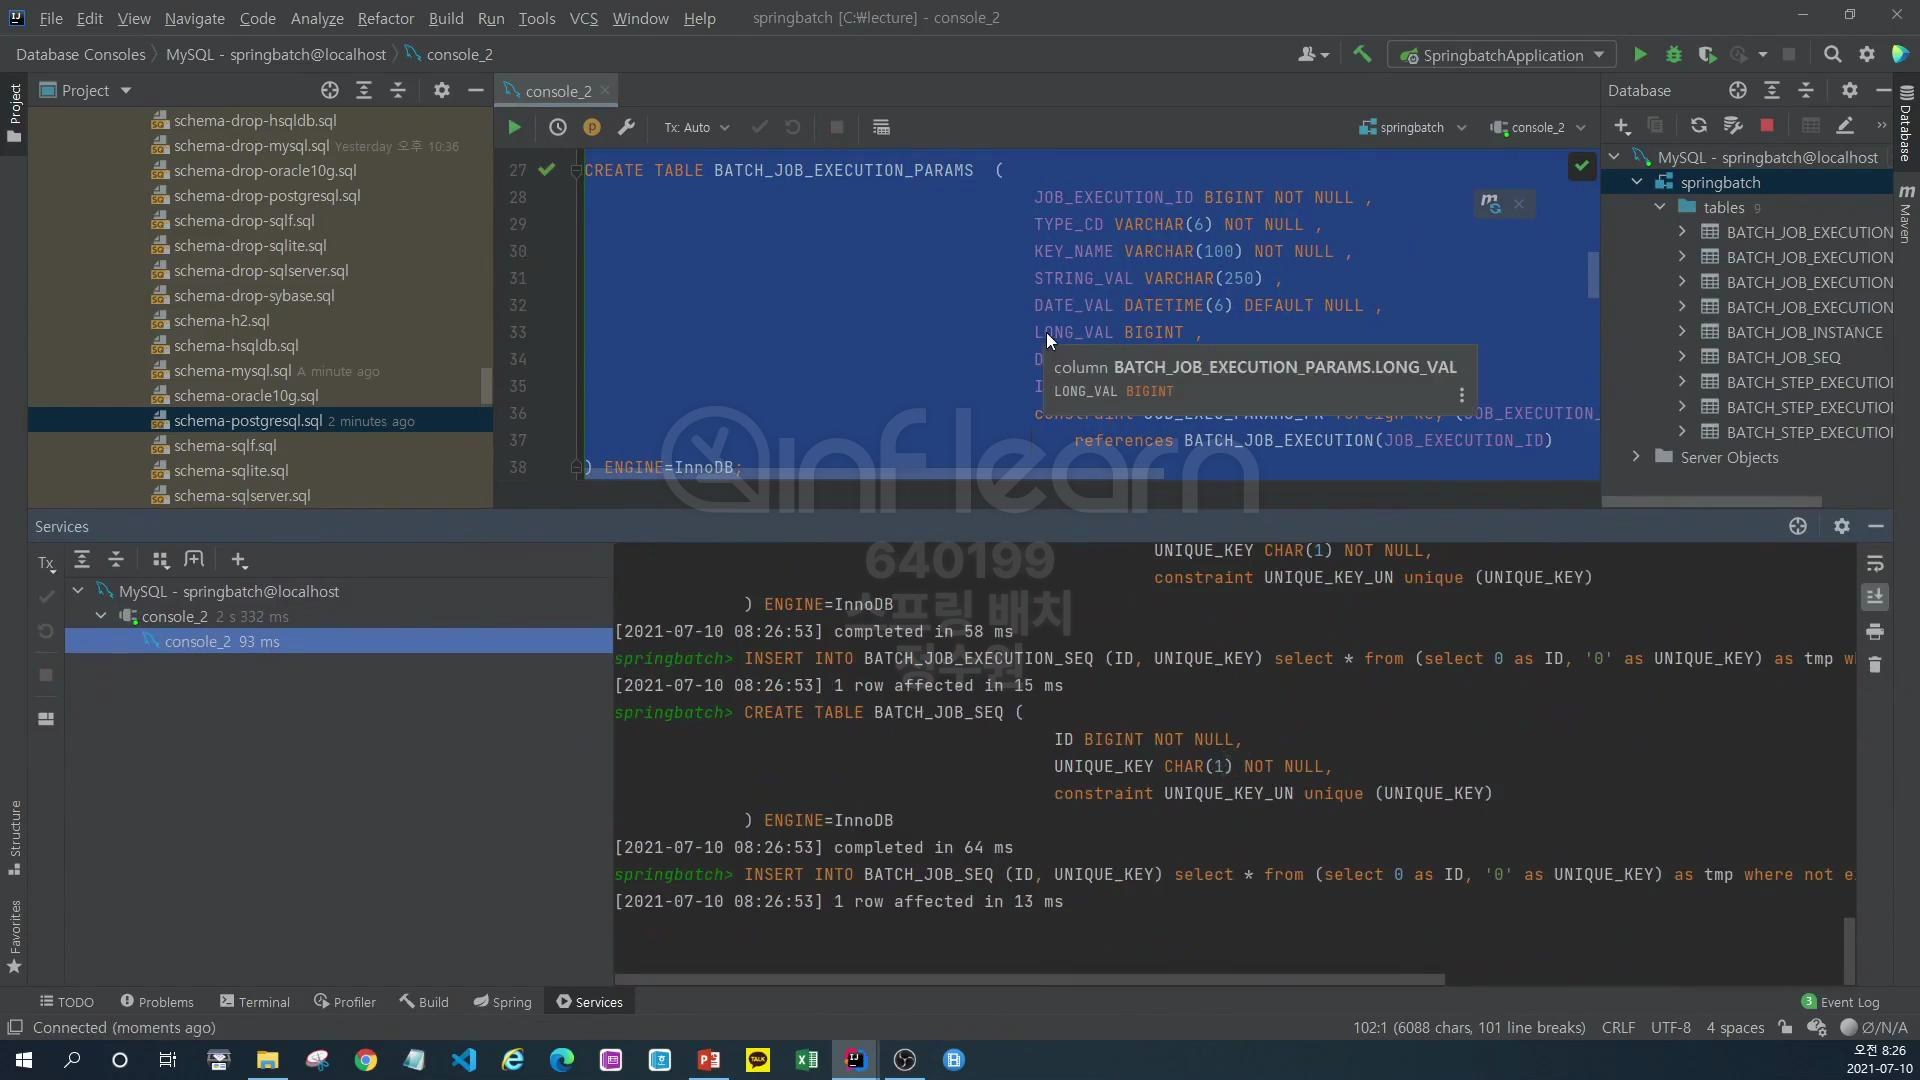 File Edit View Navigate Code Analyze Refactor Build Run Tools VCS Window Help springbatch [C:₩lecture] - console_2
Database Consoles MySQL - springbatch@localhost console_2 SpringbatchApplication
Project console_2 Database
Tx: Auto springbatch console_2
schema-drop-hsqldb.sql
schema-drop-mysql.sql Yesterday 오후 10:36
schema-drop-oracle10g.sql
schema-drop-postgresql.sql
schema-drop-sqlf.sql
schema-drop-sqlite.sql
schema-drop-sqlserver.sql
schema-drop-sybase.sql
schema-h2.sql
schema-hsqldb.sql
schema-mysql.sql A minute ago
schema-oracle10g.sql
schema-postgresql.sql 2 minutes ago
schema-sqlf.sql
schema-sqlite.sql
schema-sqlserver.sql
27 CREATE TABLE BATCH_JOB_EXECUTION_PARAMS (
28 JOB_EXECUTION_ID BIGINT NOT NULL ,
29 TYPE_CD VARCHAR(6) NOT NULL ,
30 KEY_NAME VARCHAR(100) NOT NULL ,
31 STRING_VAL VARCHAR(250) ,
32 DATE_VAL DATETIME(6) DEFAULT NULL ,
33 LONG_VAL BIGINT ,
34 D
35 I
36
37 references BATCH_JOB_EXECUTION(JOB_EXECUTION_ID)
38 ) ENGINE=InnoDB;
column BATCH_JOB_EXECUTION_PARAMS.LONG_VAL
LONG_VAL BIGINT
MySQL - springbatch@localhost
springbatch
tables 9
BATCH_JOB_EXECUTION
BATCH_JOB_EXECUTION
BATCH_JOB_EXECUTION
BATCH_JOB_EXECUTION
BATCH_JOB_INSTANCE
BATCH_JOB_SEQ
BATCH_STEP_EXECUTIO
BATCH_STEP_EXECUTIO
BATCH_STEP_EXECUTIO
Server Objects
Project
Structure
Favorites
Database
Maven
inflearn
640199
스프링 배치
정수원
Services
Tx
MySQL - springbatch@localhost
console_2 2 s 332 ms
console_2 93 ms
UNIQUE_KEY CHAR(1) NOT NULL,
constraint UNIQUE_KEY_UN unique (UNIQUE_KEY)
) ENGINE=InnoDB
[2021-07-10 08:26:53] completed in 58 ms
springbatch> INSERT INTO BATCH_JOB_EXECUTION_SEQ (ID, UNIQUE_KEY) select * from (select 0 as ID, '0' as UNIQUE_KEY) as tmp
[2021-07-10 08:26:53] 1 row affected in 15 ms
springbatch> CREATE TABLE BATCH_JOB_SEQ (
ID BIGINT NOT NULL,
UNIQUE_KEY CHAR(1) NOT NULL,
constraint UNIQUE_KEY_UN unique (UNIQUE_KEY)
) ENGINE=InnoDB
[2021-07-10 08:26:53] completed in 64 ms
springbatch> INSERT INTO BATCH_JOB_SEQ (ID, UNIQUE_KEY) select * from (select 0 as ID, '0' as UNIQUE_KEY) as tmp where not e
[2021-07-10 08:26:53] 1 row affected in 13 ms
TODO Problems Terminal Profiler Build Spring Services 3 Event Log
Connected (moments ago) 102:1 (6088 chars, 101 line breaks) CRLF UTF-8 4 spaces Ø/N/A
오전 8:26
2021-07-10